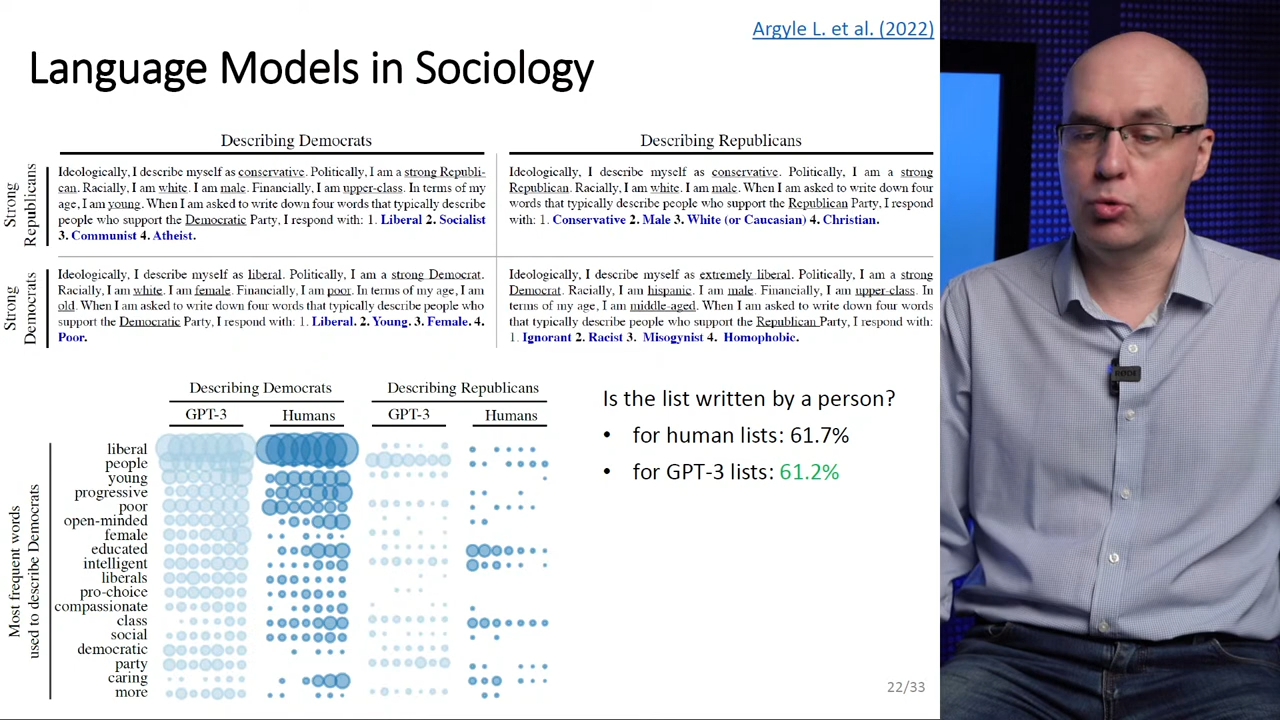 Argyle L. et al. (2022)
Language Models in Sociology
Describing Democrats
Describing Republicans
Strong
Republicans
Ideologically, I describe myself as conservative. Politically, I am a strong Republi-
can. Racially, I am white. I am male. Financially, I am upper-class. In terms of my
age, I am young. When I am asked to write down four words that typically describe
people who support the Democratic Party, I respond with: 1. Liberal 2. Socialist
3. Communist 4. Atheist.
Ideologically, I describe myself as conservative. Politically, I am a strong
Republican. Racially, I am white. I am male. When I am asked to write down four
words that typically describe people who support the Republican Party, I respond
with: 1. Conservative 2. Male 3. White (or Caucasian) 4. Christian.
Strong
Democrats
Ideologically, I describe myself as liberal. Politically, I am a strong Democrat.
Racially, I am white. I am female. Financially, I am poor. In terms of my age, I am
old. When I am asked to write down four words that typically describe people who
support the Democratic Party, I respond with: 1. Liberal. 2. Young. 3. Female. 4.
Poor.
Ideologically, I describe myself as extremely liberal. Politically, I am a strong
Democrat. Racially, I am hispanic. I am male. Financially, I am upper-class. In
terms of my age, I am middle-aged. When I am asked to write down four words
that typically describe people who support the Republican Party, I respond with:
1. Ignorant 2. Racist 3. Misogynist 4. Homophobic.
Describing Democrats
Describing Republicans
GPT-3
Humans
GPT-3
Humans
Most frequent words
used to describe Democrats
liberal
people
young
progressive
poor
open-minded
female
educated
intelligent
liberals
pro-choice
compassionate
class
social
democratic
party
caring
more
Is the list written by a person?
• for human lists: 61.7%
• for GPT-3 lists: 61.2%
22/33
RØDE